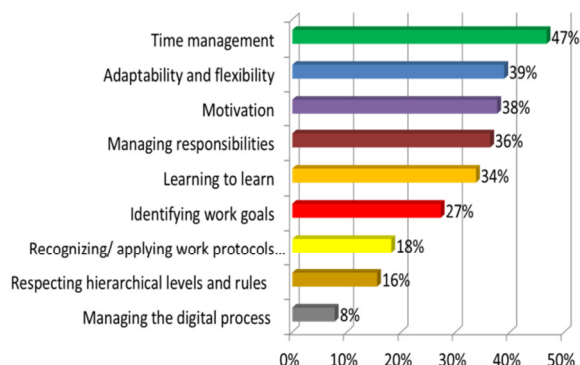 Time management 47%
Adaptability and flexibility 39%
Motivation 38%
Managing responsibilities 36%
Learning to learn 34%
Identifying work goals 27%
Recognizing/ applying work protocols... 18%
Respecting hierarchical levels and rules 16%
Managing the digital process 8%
0% 10% 20% 30% 40% 50%